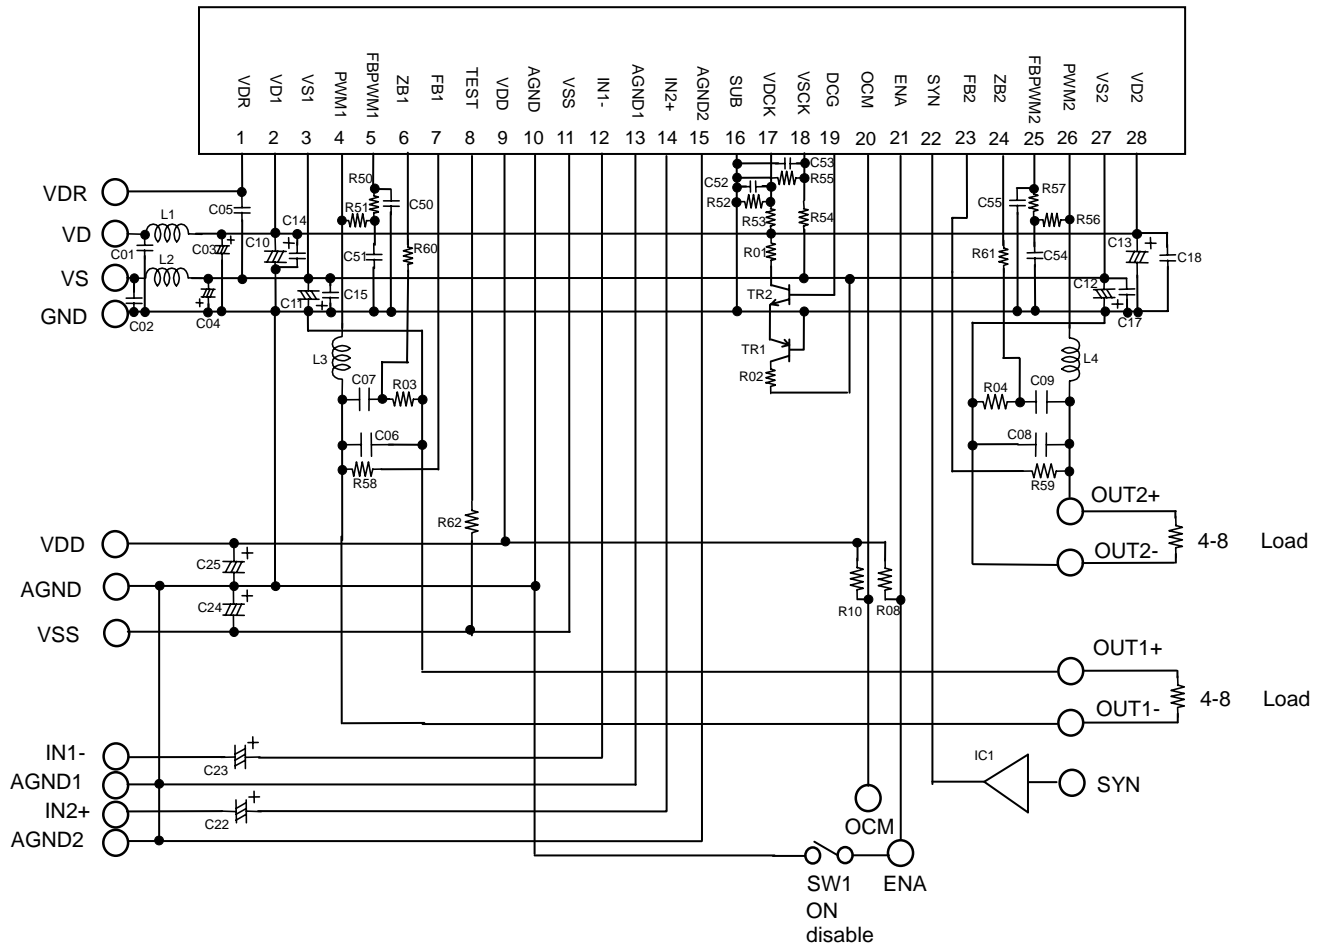 VDR
VD1
VS1
PWM1
FBPWM1
ZB1
FB1
TEST
VDD
AGND
VSS
IN1-
AGND1
IN2+
AGND2
SUB
VDCK
VSCK
DCG
OCM
ENA
SYN
FB2
ZB2
FBPWM2
PWM2
VS2
VD2
1 2 3 4 5 6 7 8 9 10 11 12 13 14 15 16 17 18 19 20 21 22 23 24 25 26 27 28
C53
R50
C52
R55
R57
VDR
C05
R51
C50
R52
C55
L1
C14
R53
R54
R56
VD
C01
C03
+
C10
+
R60
C13
+
C51
R01
R61
C54
C18
L2
VS
C11
C15
TR2
C12
+
+
+
GND
C02
C04
C17
L3
TR1
L4
C07
R03
R02
R04
C09
C06
C08
R58
R59
OUT2+
R62
VDD
+
4-8 Load
C25
OUT2-
AGND
+
C24
R10
R08
VSS
OUT1+
4-8 Load
OUT1-
IN1-
+
IC1
C23
AGND1
SYN
IN2+
+
C22
OCM
AGND2
SW1
ENA
ON
disable